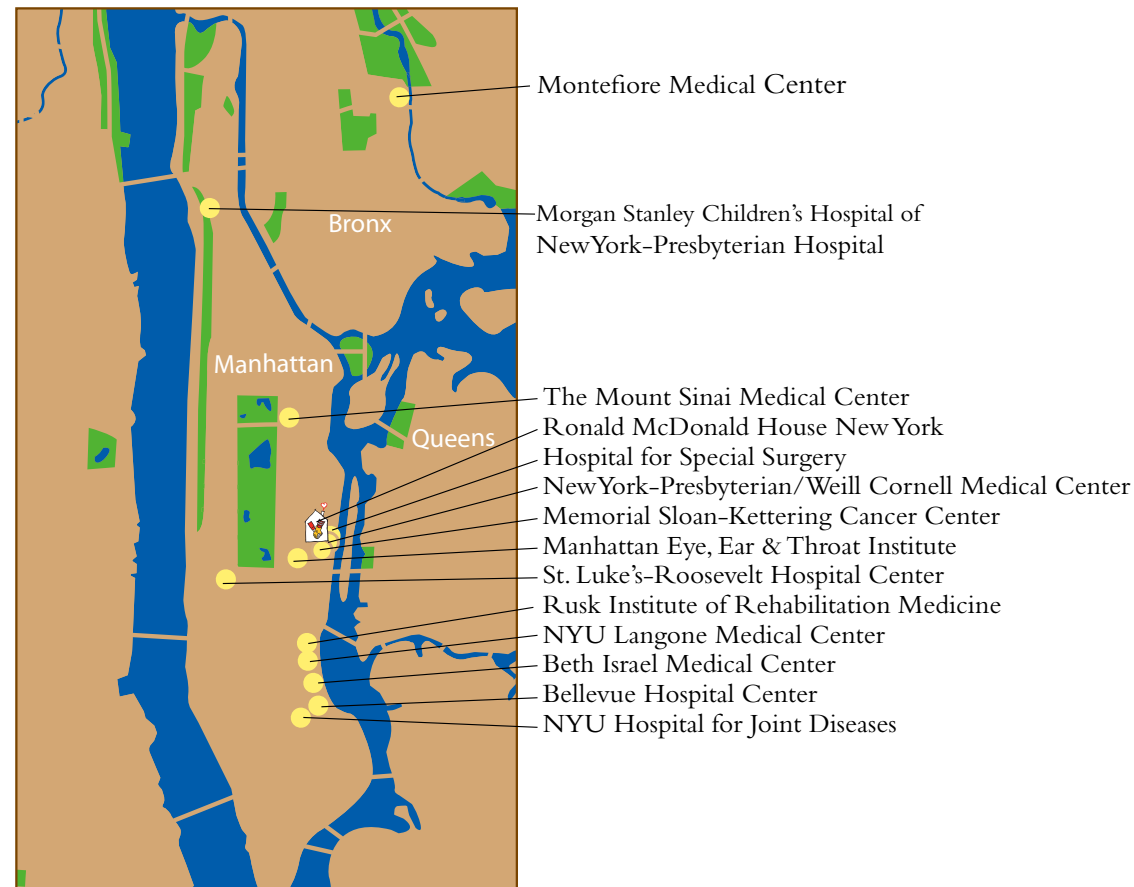 Montefiore Medical Center
Morgan Stanley Children's Hospital of
NewYork-Presbyterian Hospital
Bronx
Manhattan
Queens
The Mount Sinai Medical Center
Ronald McDonald House New York
Hospital for Special Surgery
NewYork-Presbyterian/Weill Cornell Medical Center
Memorial Sloan-Kettering Cancer Center
Manhattan Eye, Ear & Throat Institute
St. Luke's-Roosevelt Hospital Center
Rusk Institute of Rehabilitation Medicine
NYU Langone Medical Center
Beth Israel Medical Center
Bellevue Hospital Center
NYU Hospital for Joint Diseases